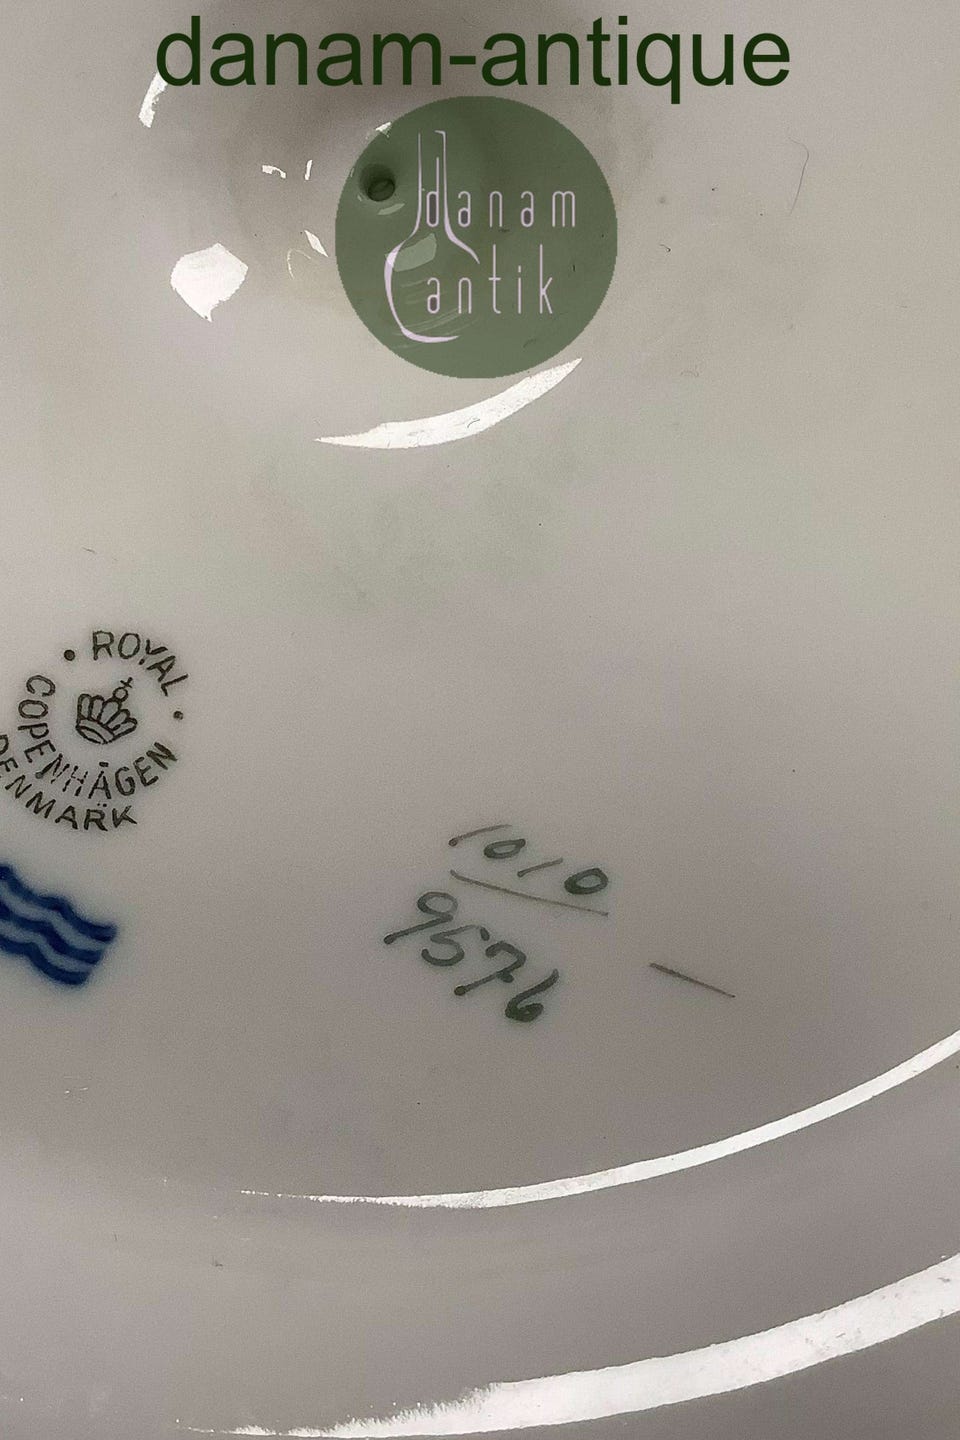 danam-antique
danam
antik
ROYAL
COPENHAGEN
DENMARK
1010
9576